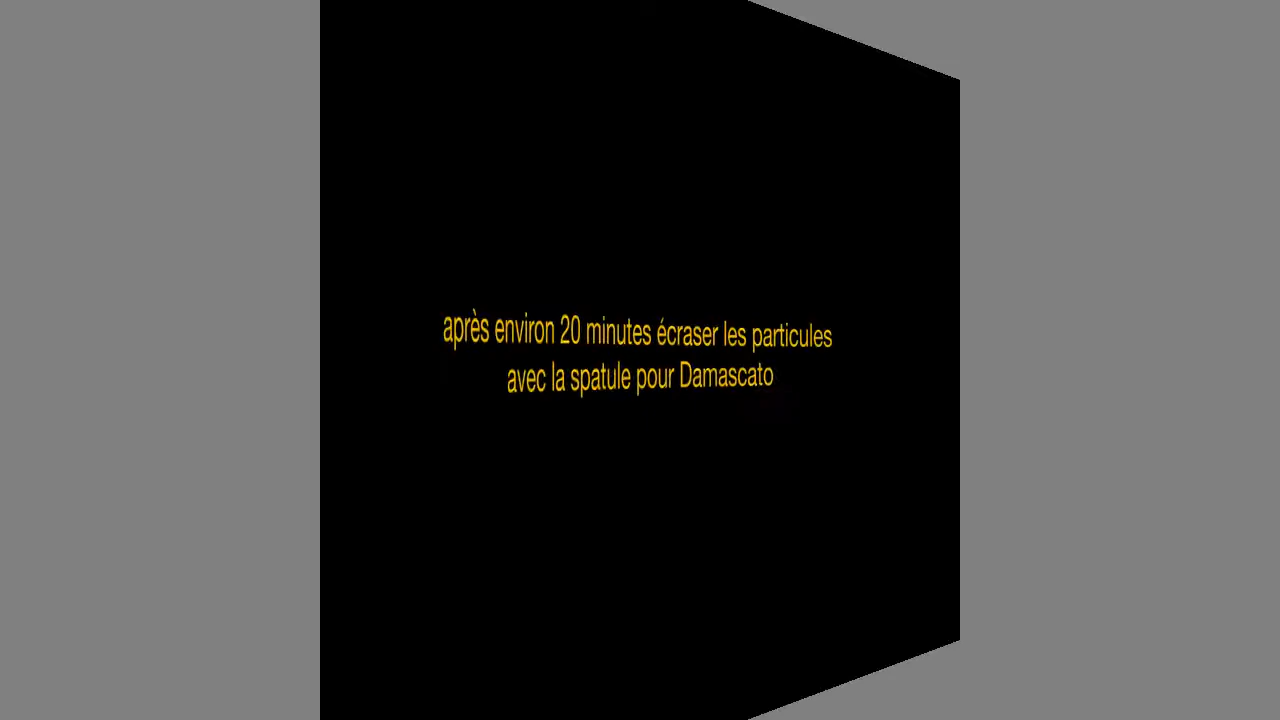 après environ 20 minutes écraser les particules
avec la spatule pour Damascato